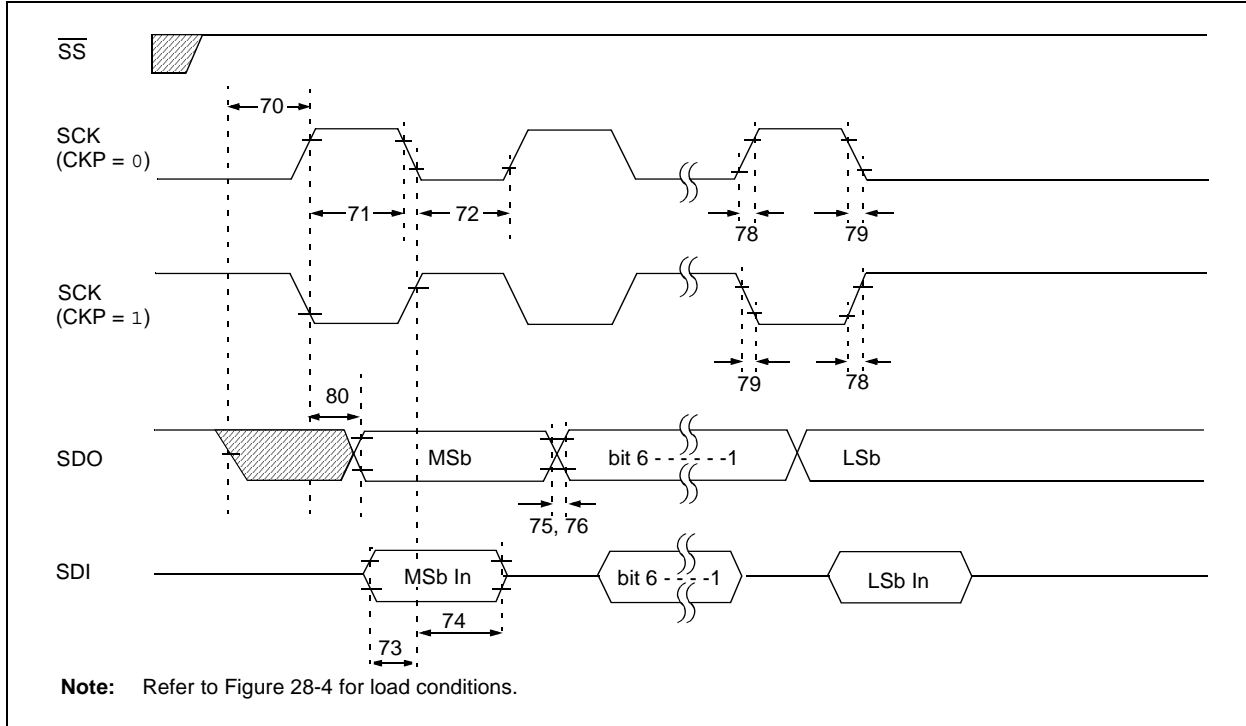 SS
70
SCK
(CKP = 0)
71
72
78
79
SCK
(CKP = 1)
79
78
80
SDO
MSb
bit 6 - - - - - -1
LSb
75, 76
SDI
MSb In
bit 6 - - - - -1
LSb In
74
73
Note: Refer to Figure 28-4 for load conditions.